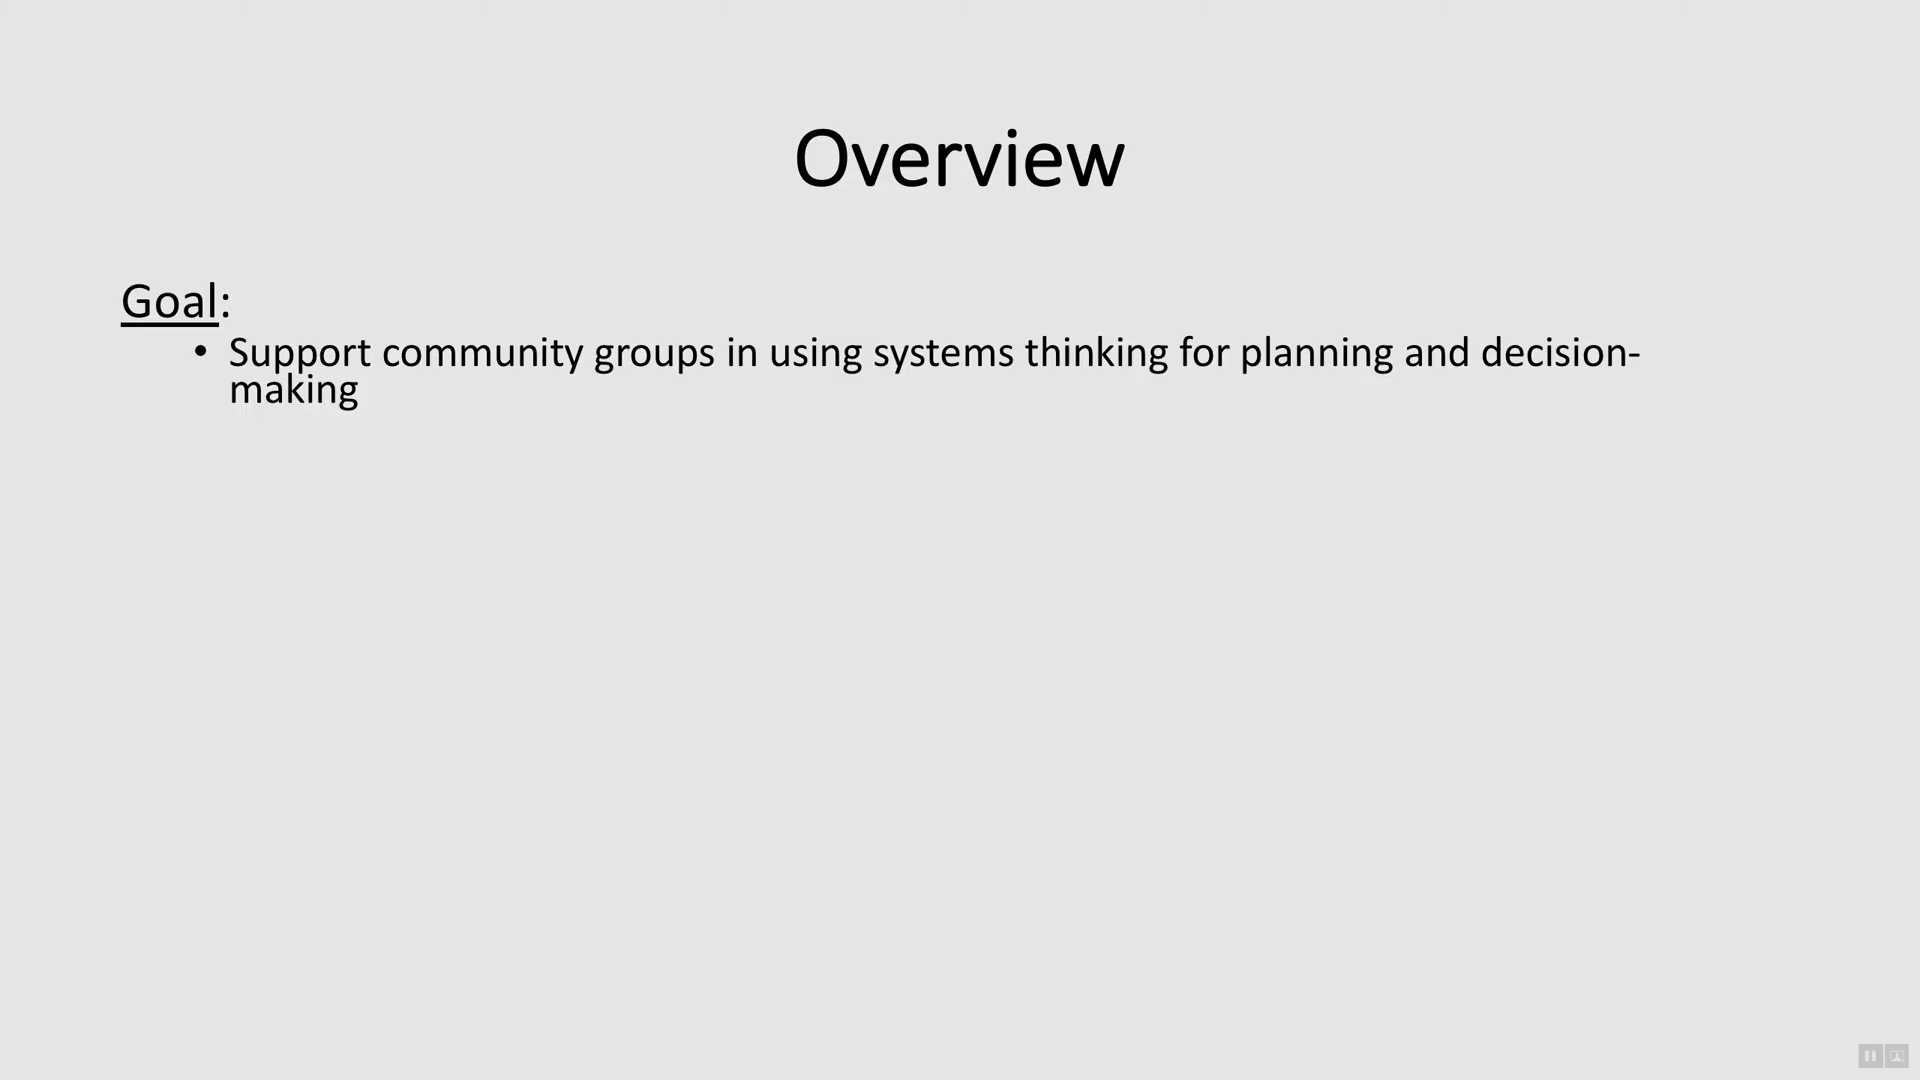 Overview
Goal:
• Support community groups in using systems thinking for planning and decision-
making